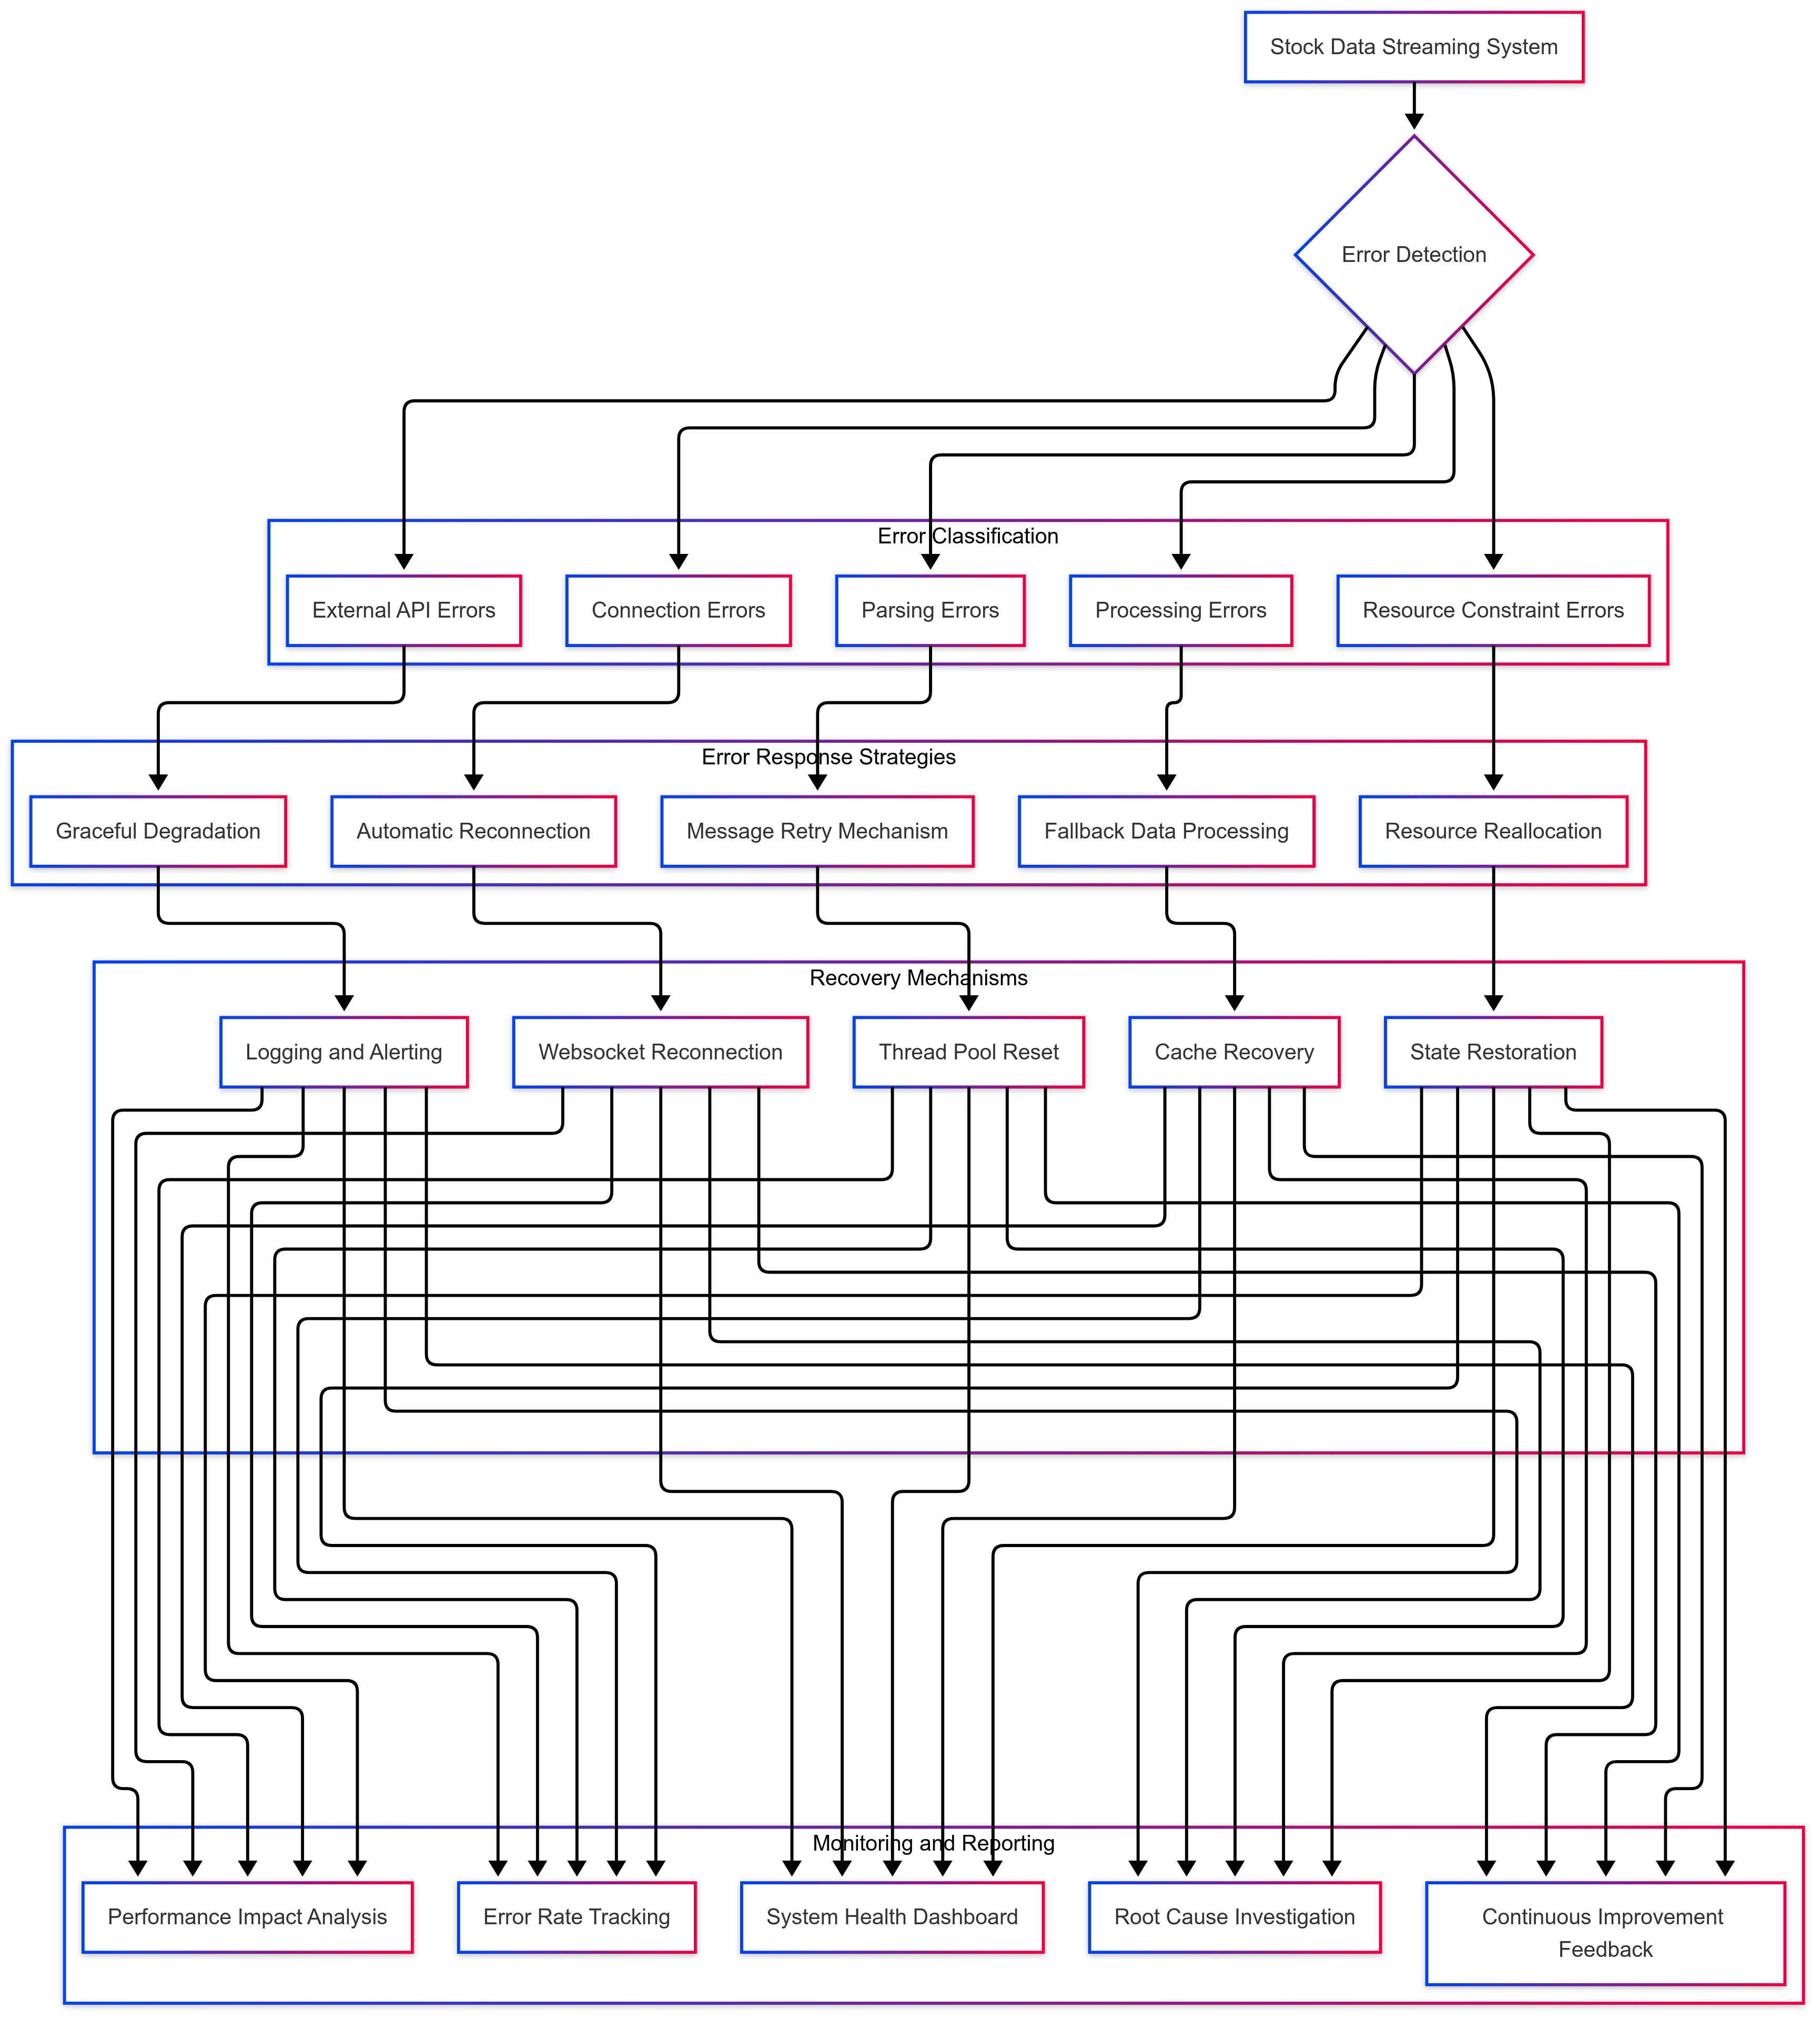 Stock Data Streaming System
Error Detection
Error Classification
External API Errors
Connection Errors
Parsing Errors
Processing Errors
Resource Constraint Errors
Error Response Strategies
Graceful Degradation
Automatic Reconnection
Message Retry Mechanism
Fallback Data Processing
Resource Reallocation
Recovery Mechanisms
Logging and Alerting
Websocket Reconnection
Thread Pool Reset
Cache Recovery
State Restoration
Monitoring and Reporting
Performance Impact Analysis
Error Rate Tracking
System Health Dashboard
Root Cause Investigation
Continuous Improvement
Feedback